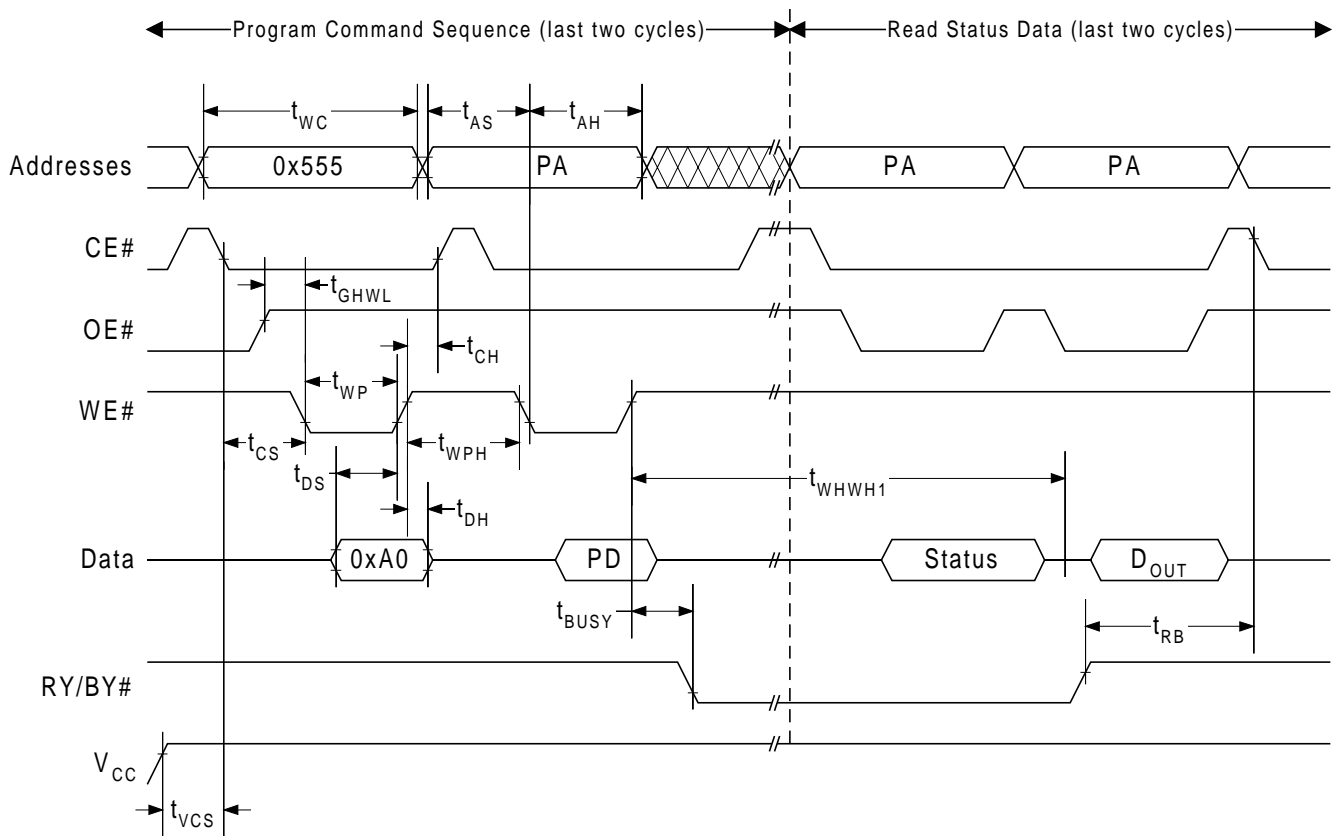 Program Command Sequence (last two cycles) Read Status Data (last two cycles)
tWC tAS tAH
Addresses 0x555 PA PA PA
CE#
tGHWL
OE#
tCH
tWP
WE#
tCS tWPH
tDS tWHWH1
tDH
Data 0xA0 PD Status DOUT
tBUSY tRB
RY/BY#
VCC
tVCS